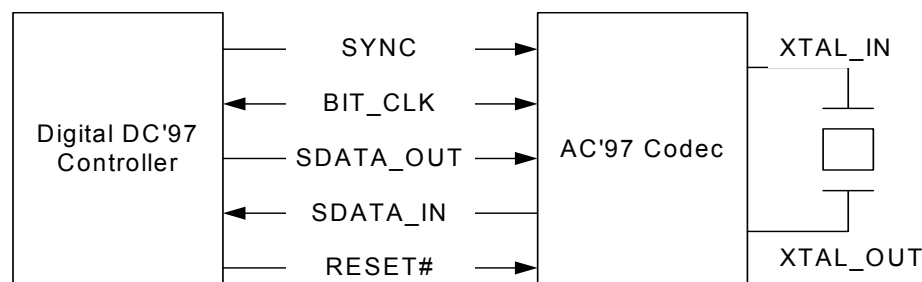 SYNC
XTAL_IN
BIT_CLK
Digital DC'97
Controller
SDATA_OUT
AC'97 Codec
SDATA_IN
RESET#
XTAL_OUT